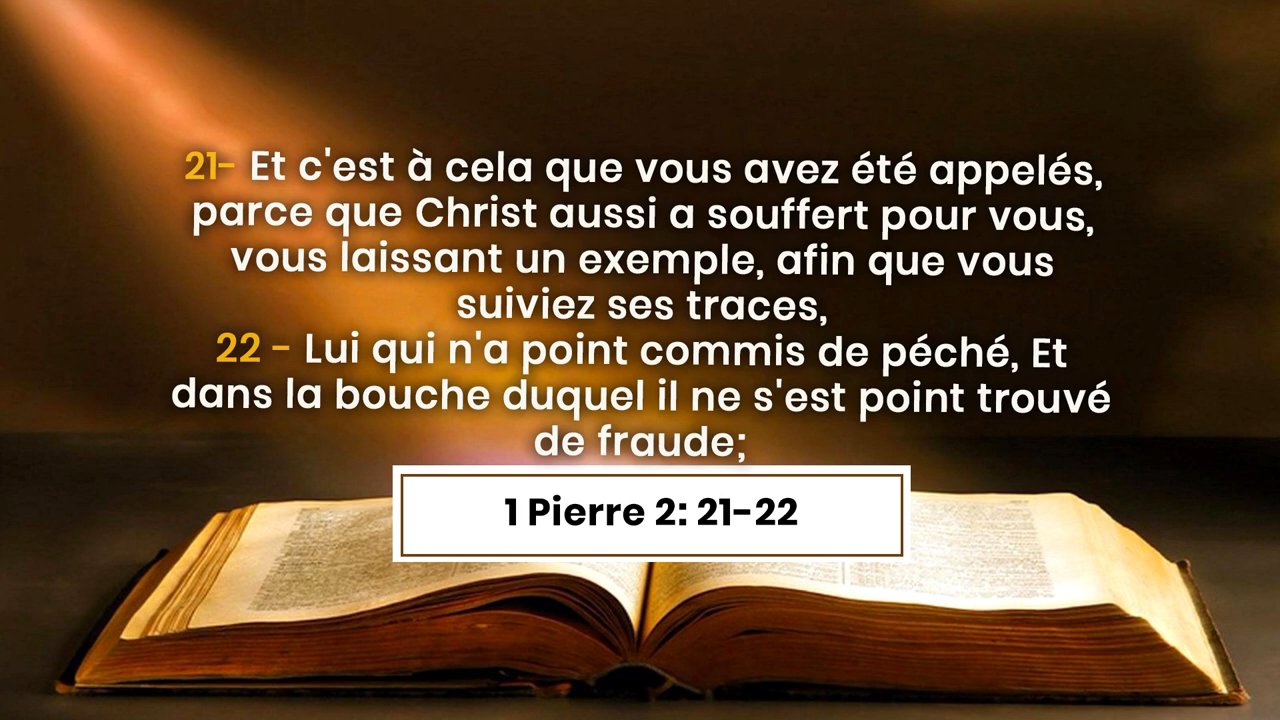 21- Et c'est à cela que vous avez été appelés,
parce que Christ aussi a souffert pour vous,
vous laissant un exemple, afin que vous
suiviez ses traces,
22 - Lui qui n'a point commis de péché, Et
dans la bouche duquel il ne s'est point trouvé
de fraude;
1 Pierre 2: 21-22